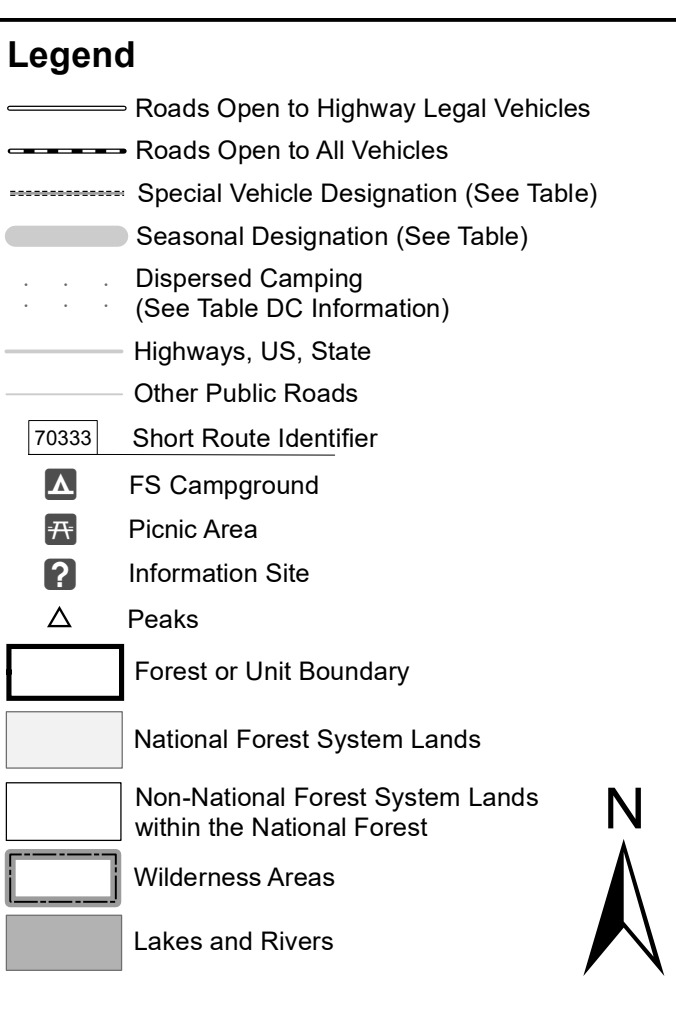 Legend
Roads Open to Highway Legal Vehicles
Roads Open to All Vehicles
Special Vehicle Designation (See Table)
Seasonal Designation (See Table)
Dispersed Camping
(See Table DC Information)
Highways, US, State
Other Public Roads
70333 Short Route Identifier
FS Campground
Picnic Area
? Information Site
Peaks
Forest or Unit Boundary
National Forest System Lands
Non-National Forest System Lands
within the National Forest
N
Wilderness Areas
Lakes and Rivers